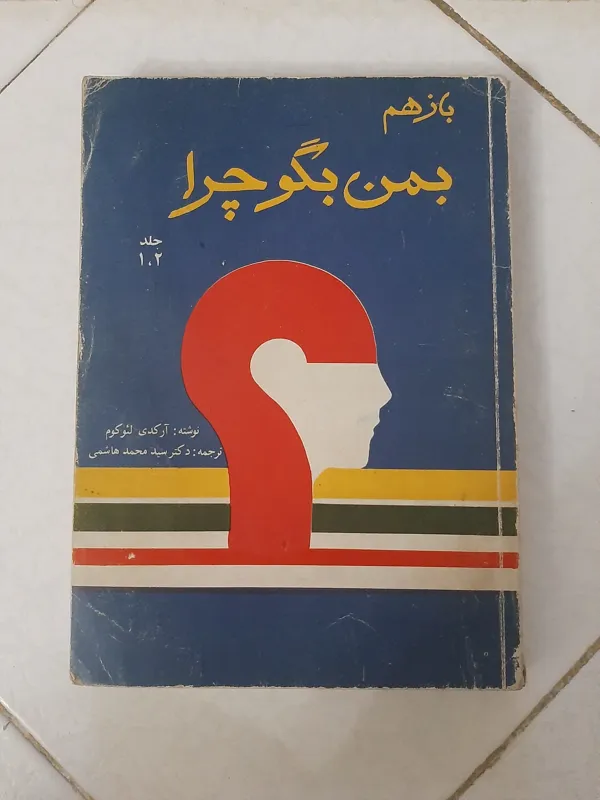 بازهم
بمن بگو چرا
جلد
۱،۲
نوشته: آرکدی لئوکوم
ترجمه: دکتر سید محمد هاشمی